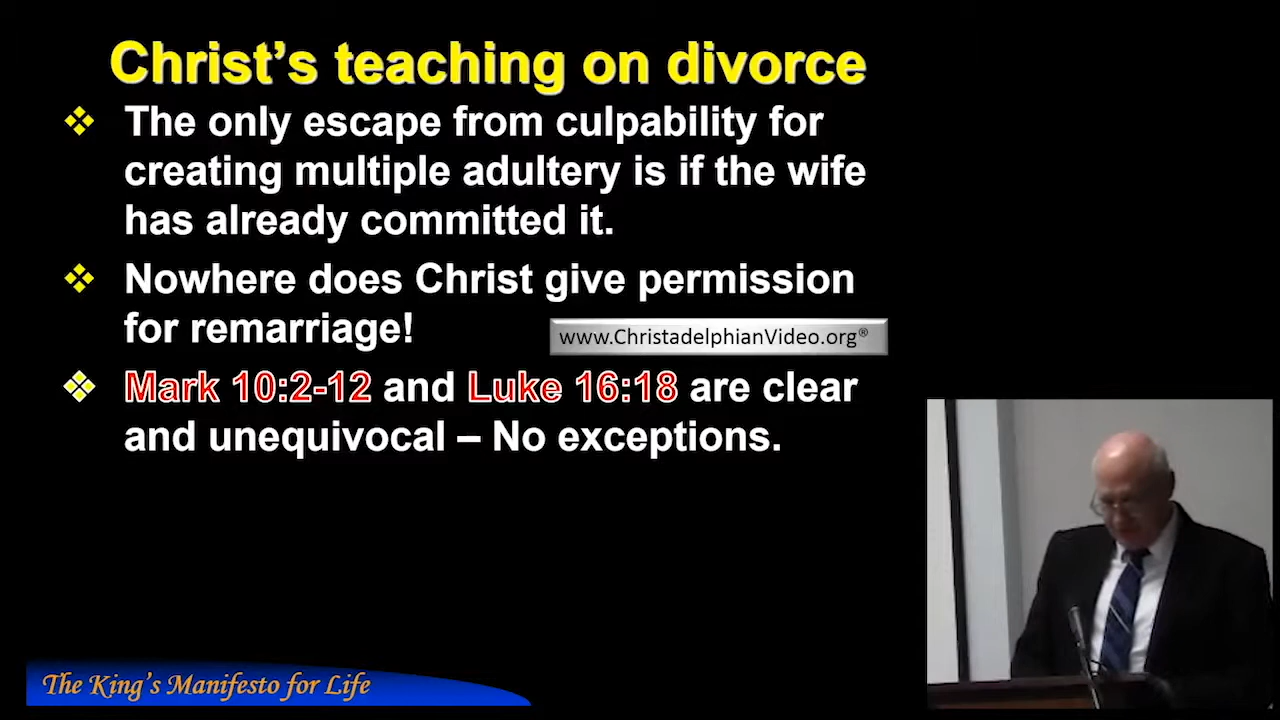 Christ's teaching on divorce
The only escape from culpability for
creating multiple adultery is if the wife
has already committed it.
Nowhere does Christ give permission
for remarriage!
www.ChristadelphianVideo.org®
Mark 10:2-12 and Luke 16:18 are clear
and unequivocal – No exceptions.
The King's Manifesto for Life